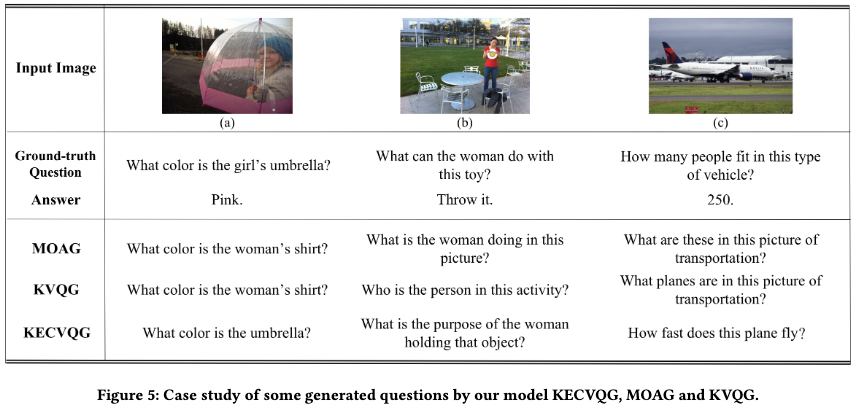 Input Image
(a)
(b)
DELTA
(c)
Ground-truth
Question
What color is the girl's umbrella?
What can the woman do with
this toy?
How many people fit in this type
of vehicle?
Answer
Pink.
Throw it.
250.
MOAG
What color is the woman's shirt?
What is the woman doing in this
picture?
What are these in this picture of
transportation?
KVQG
What color is the woman's shirt?
Who is the person in this activity?
What planes are in this picture of
transportation?
KECVQG
What color is the umbrella?
What is the purpose of the woman
holding that object?
How fast does this plane fly?
Figure 5: Case study of some generated questions by our model KECVQG, MOAG and KVQG.